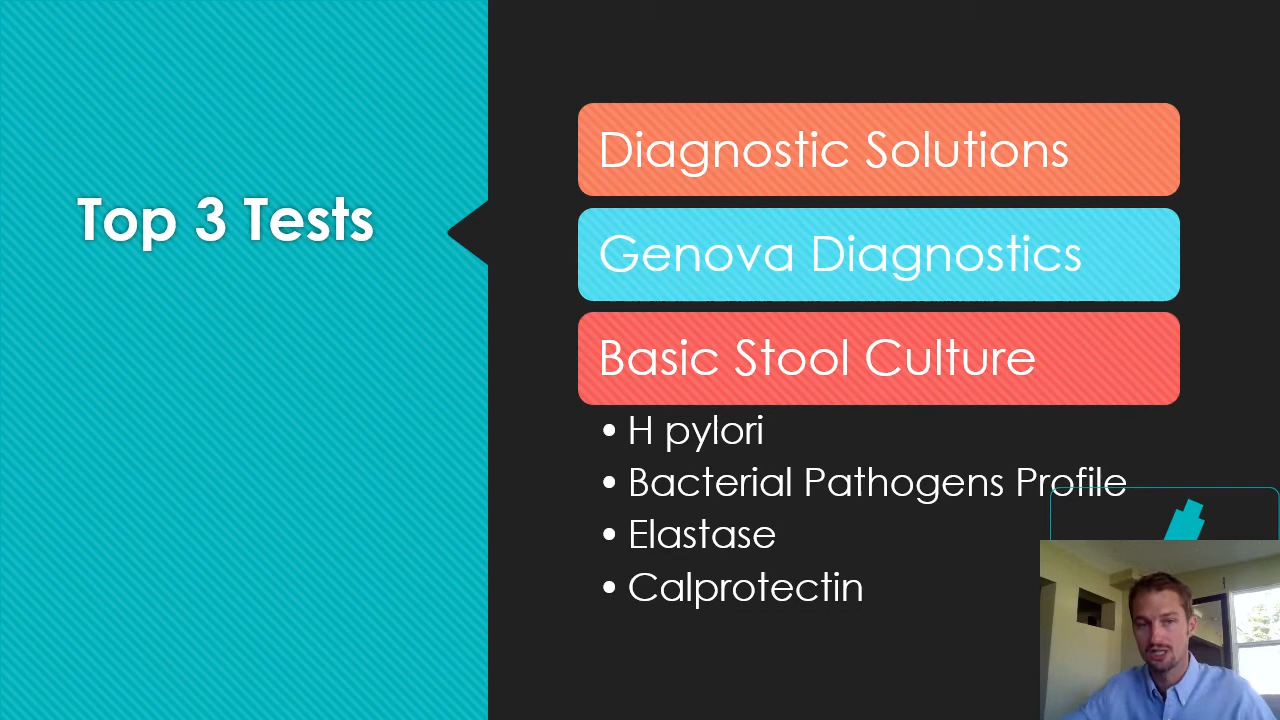 Top 3 Tests
Diagnostic Solutions
Genova Diagnostics
Basic Stool Culture
• H pylori
• Bacterial Pathogens Profile
• Elastase
• Calprotectin